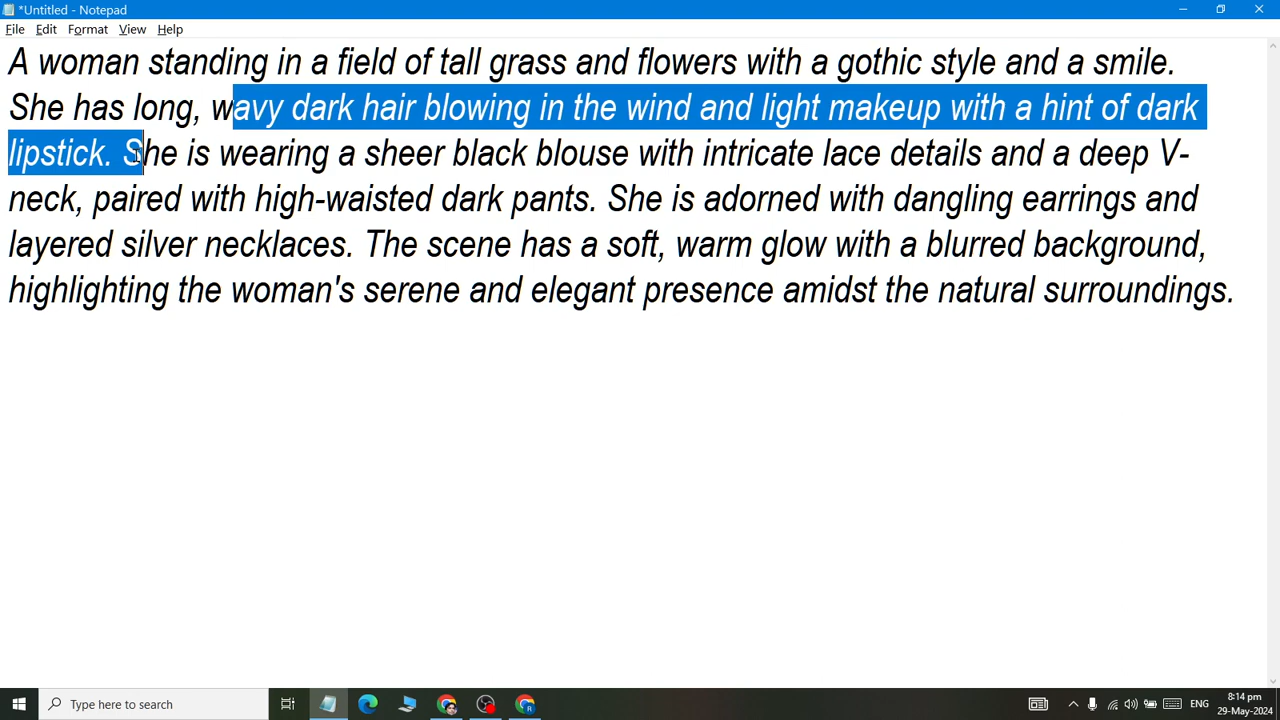 *Untitled - Notepad
File Edit Format View Help
A woman standing in a field of tall grass and flowers with a gothic style and a smile.
She has long, wavy dark hair blowing in the wind and light makeup with a hint of dark
lipstick. She is wearing a sheer black blouse with intricate lace details and a deep V-
neck, paired with high-waisted dark pants. She is adorned with dangling earrings and
layered silver necklaces. The scene has a soft, warm glow with a blurred background,
highlighting the woman's serene and elegant presence amidst the natural surroundings.
Type here to search
ENG
8:14 pm
29-May-2024